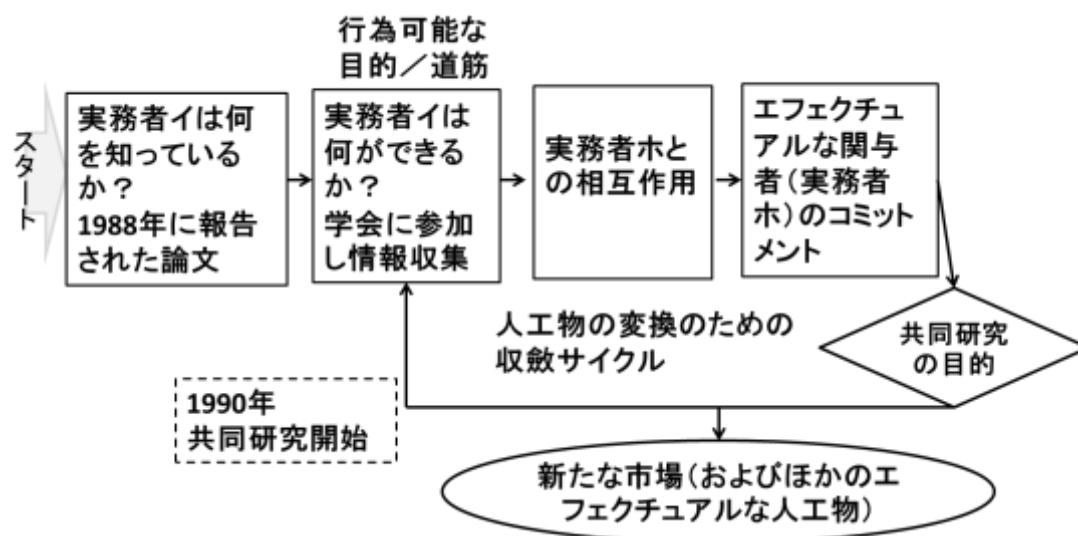 スタート
実務者イは何
を知っている
か？
1988年に報告
された論文
行為可能な
目的／道筋
実務者イは
何ができる
か？
学会に参加
し情報収集
実務者ホと
の相互作用
エフェクチュ
アルな関与
者（実務者
ホ）のコミット
メント
共同研究
の目的
人工物の変換のための
収斂サイクル
1990年
共同研究開始
新たな市場（およびほかのエ
フェクチュアルな人工物）